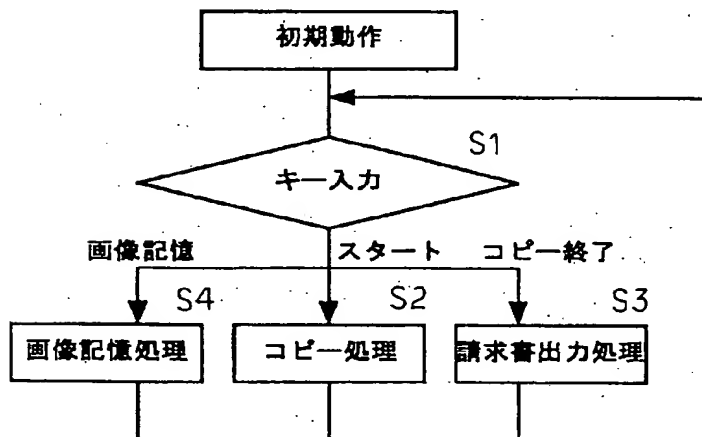 初期動作
S1
キー入力
画像記憶 スタート コピー終了
S4 S2 S3
画像記憶処理 コピー処理 請求書出力処理